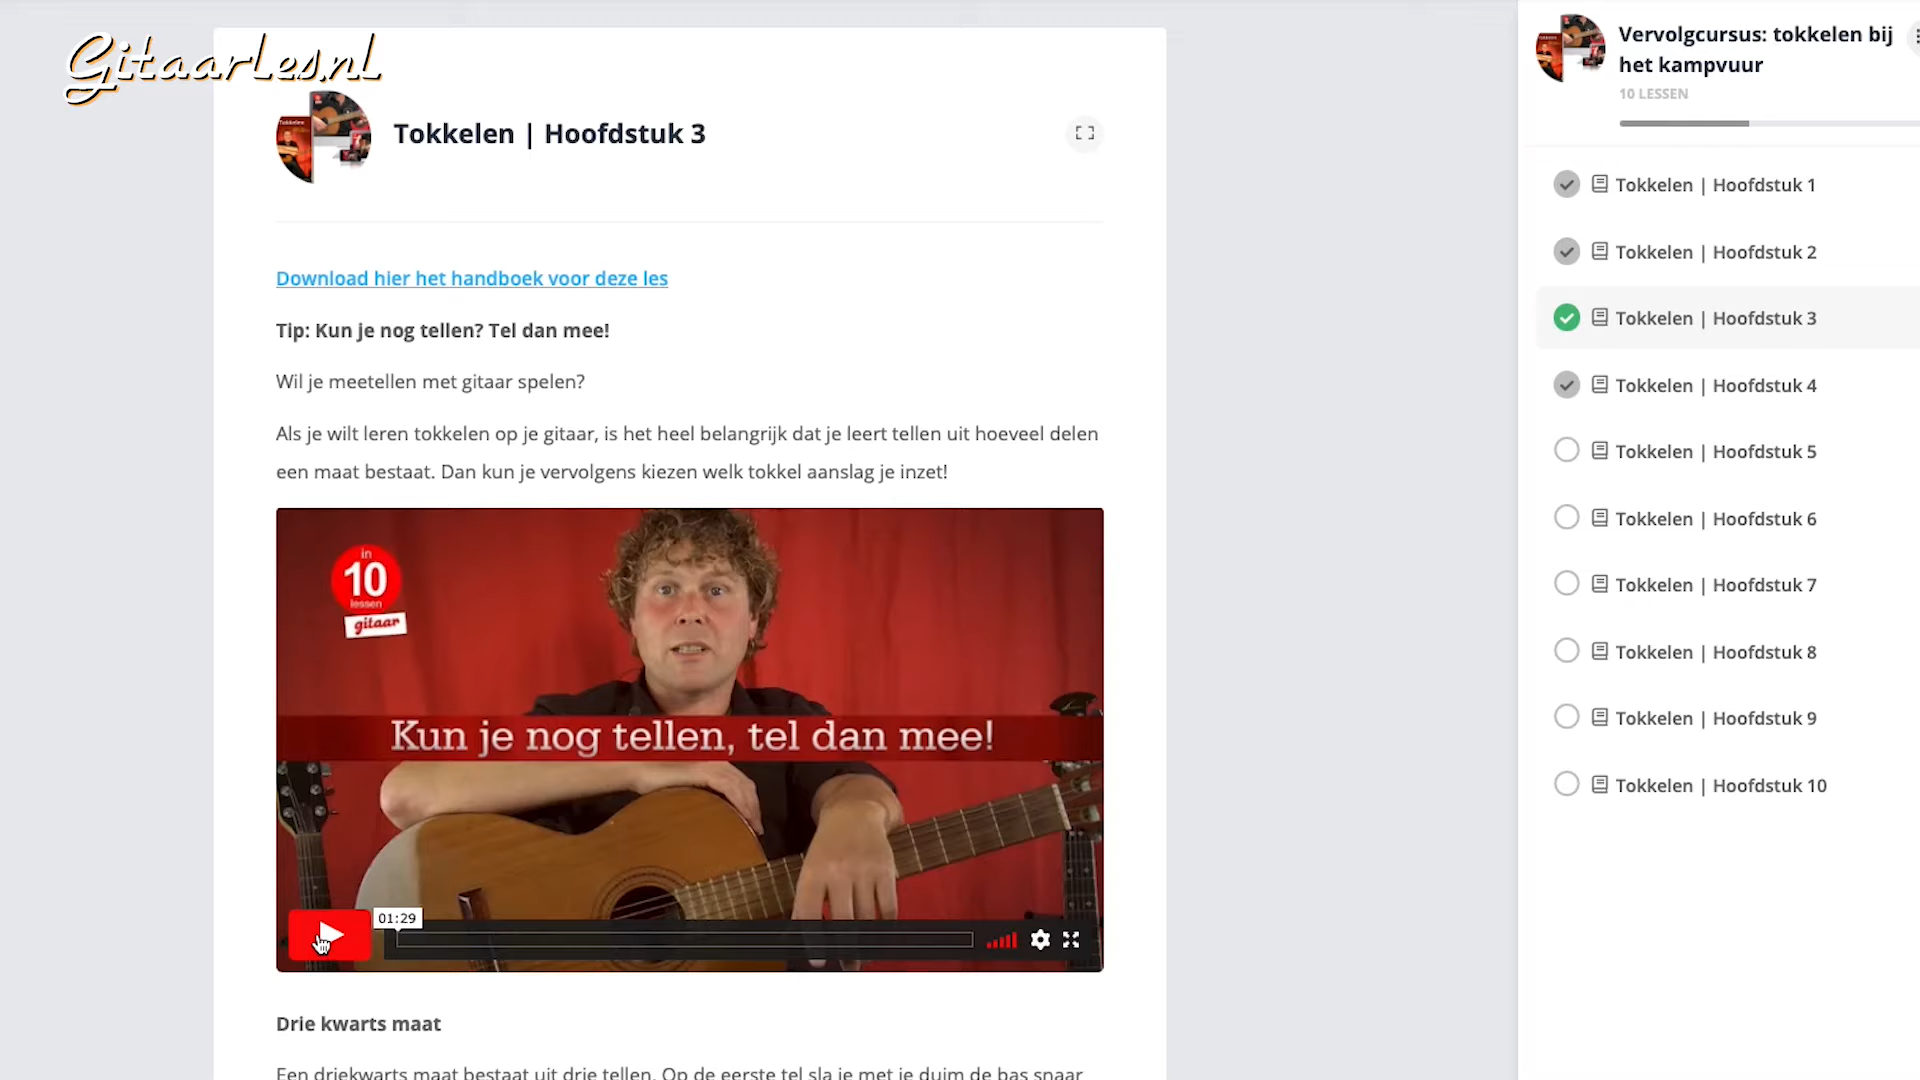 GitaarLes.nl
Tokkelen | Hoofdstuk 3
Download hier het handboek voor deze les
Tip: Kun je nog tellen? Tel dan mee!
Wil je meetellen met gitaar spelen?
Als je wilt leren tokkelen op je gitaar, is het heel belangrijk dat je leert tellen uit hoeveel delen
een maat bestaat. Dan kun je vervolgens kiezen welk tokkel aanslag je inzet!
in
10
lessen
gitaar
Kun je nog tellen, tel dan mee!
01:29
Drie kwarts maat
Een driekwarts maat bestaat uit drie tellen. Op de eerste tel sla je met je duim de bas snaar
Vervolgcursus: tokkelen bij
het kampvuur
10 LESSEN
Tokkelen | Hoofdstuk 1
Tokkelen | Hoofdstuk 2
Tokkelen | Hoofdstuk 3
Tokkelen | Hoofdstuk 4
Tokkelen | Hoofdstuk 5
Tokkelen | Hoofdstuk 6
Tokkelen | Hoofdstuk 7
Tokkelen | Hoofdstuk 8
Tokkelen | Hoofdstuk 9
Tokkelen | Hoofdstuk 10